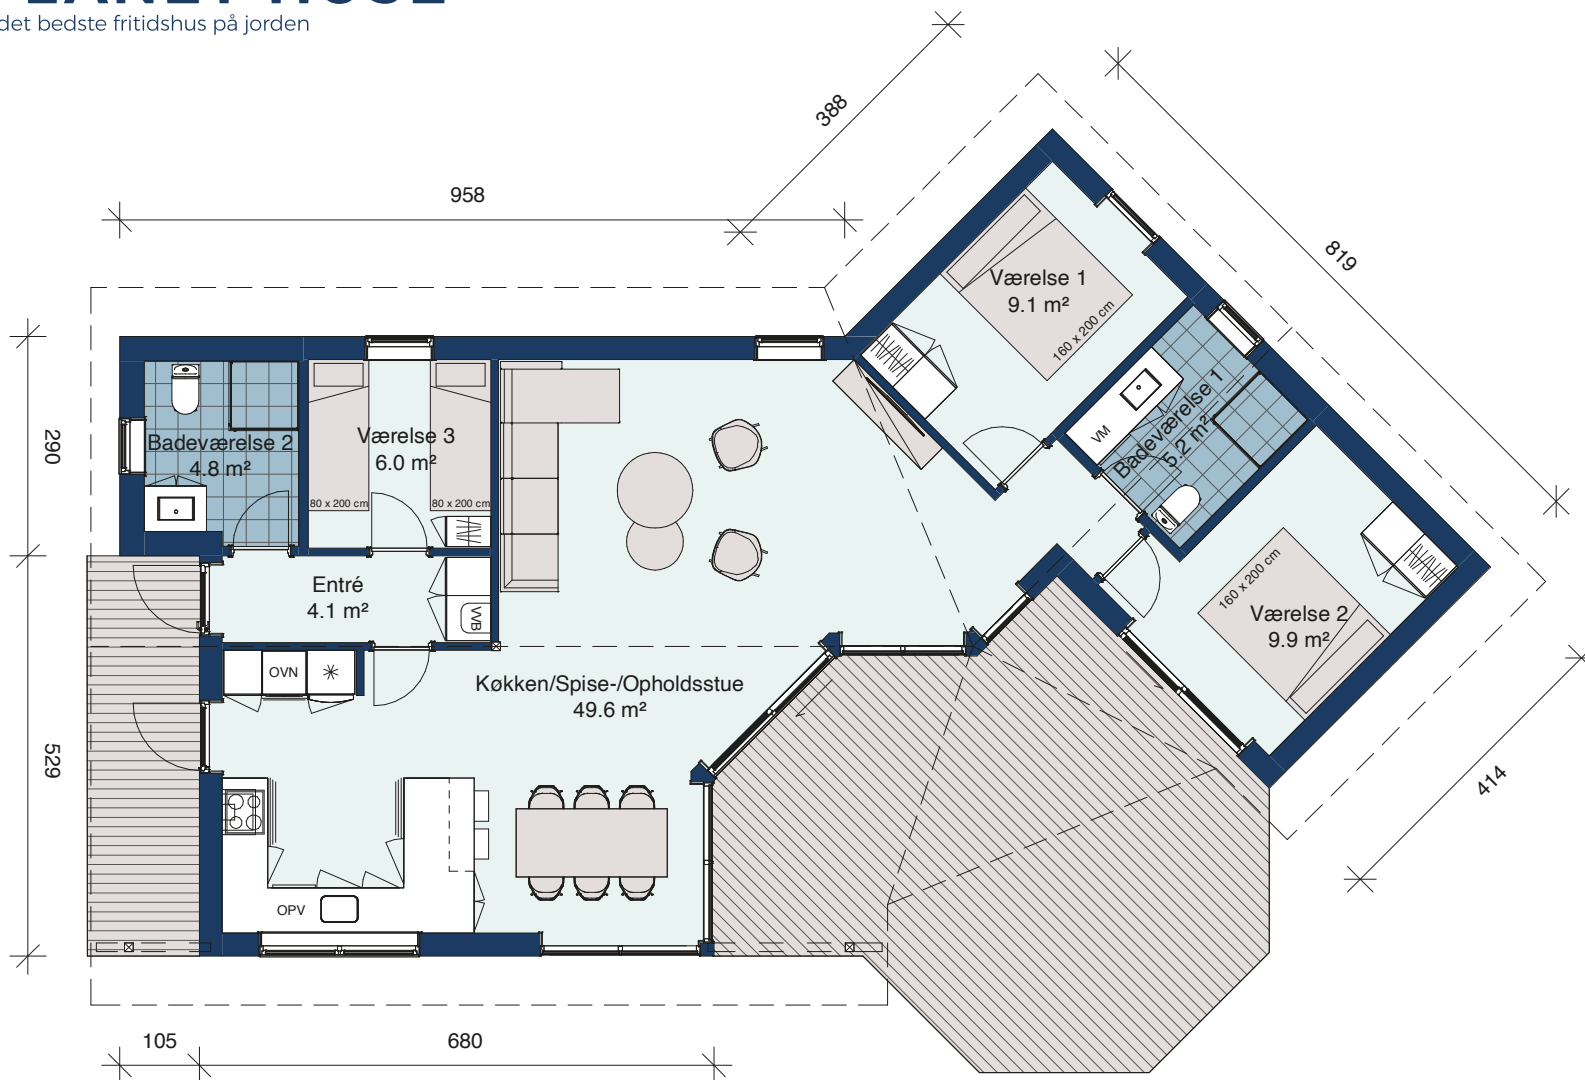 det bedste fritidshus på jorden
388
958
819
Værelse 1
9.1 m²
160 x 200 cm
290
Badeværelse 2
4.8 m²
Værelse 3
6.0 m²
80 x 200 cm
80 x 200 cm
VM
Badeværelse 1
5.2 m²
Entré
4.1 m²
VVB
160 x 200 cm
Værelse 2
9.9 m²
OVN
Køkken/Spise-/Opholdsstue
49.6 m²
529
414
OPV
105
680